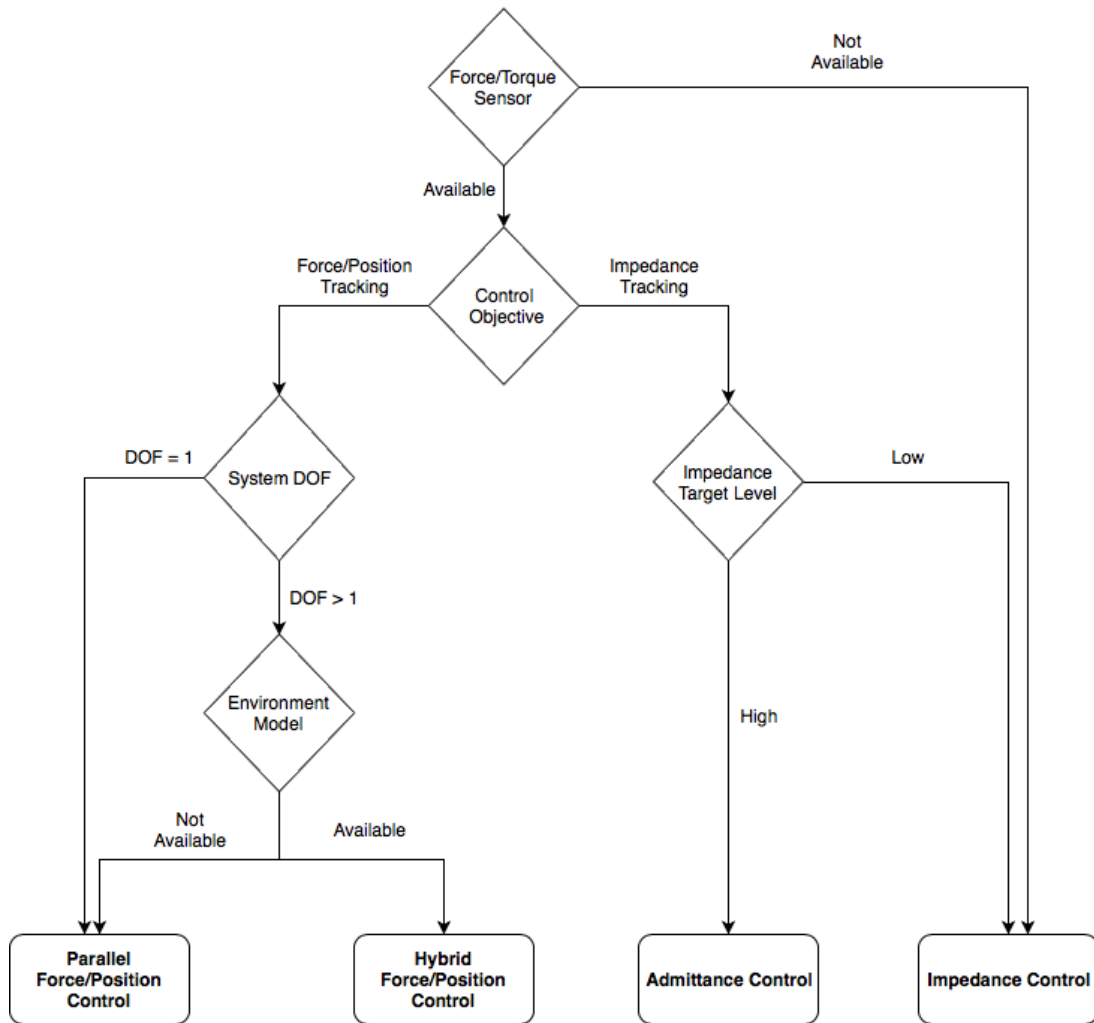 Not
Available
Force/Torque
Sensor
Available
Force/Position
Tracking
Impedance
Tracking
Control
Objective
DOF = 1
System DOF
Impedance
Target Level
Low
DOF > 1
Environment
Model
High
Not
Available
Available
Parallel
Force/Position
Control
Hybrid
Force/Position
Control
Admittance Control
Impedance Control